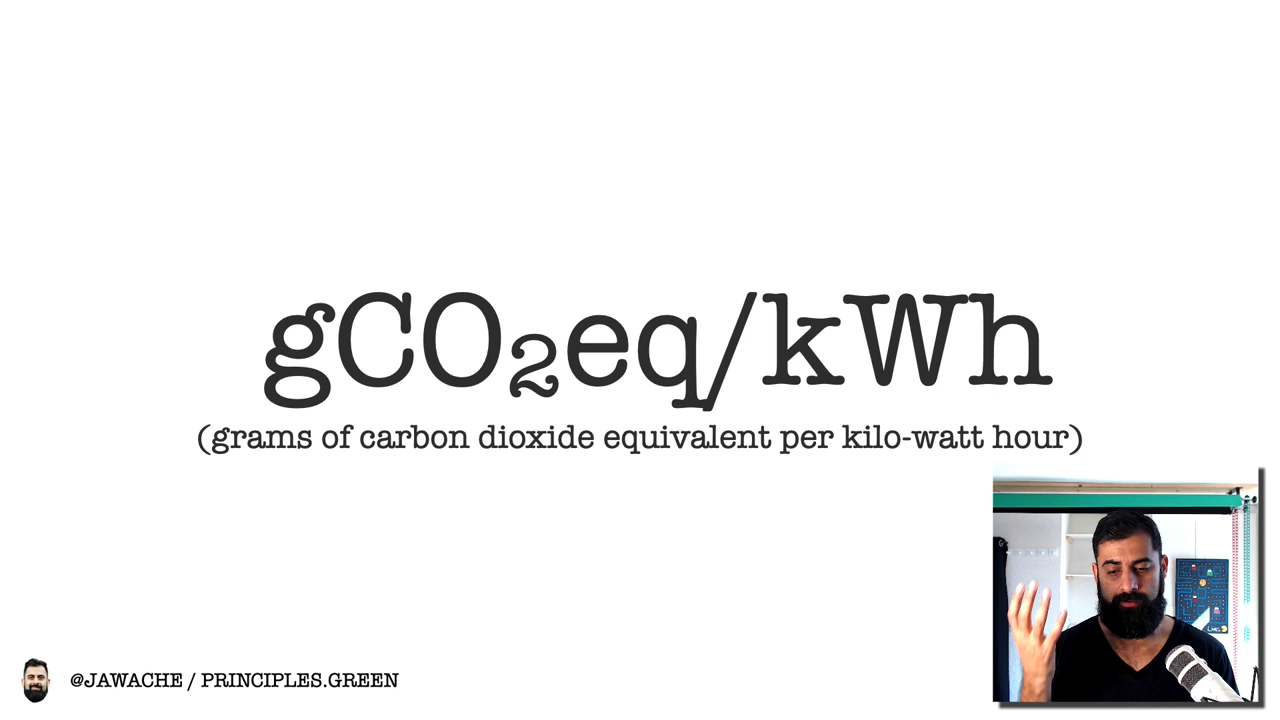 gCO₂eq/kWh
(grams of carbon dioxide equivalent per kilo-watt hour)
@JAWACHE / PRINCIPLES.GREEN